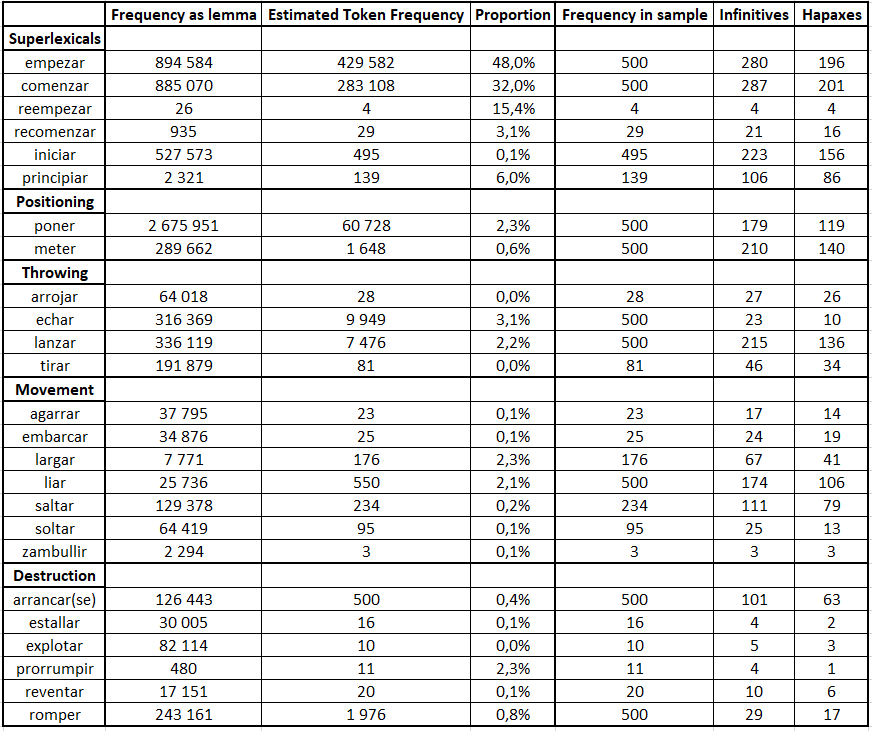 Frequency as lemma Estimated Token Frequency Proportion Frequency in sample Infinitives Hapaxes
Superlexicals
empezar 894 584 429 582 48,0% 500 280 196
comenzar 885 070 283 108 32,0% 500 287 201
reempezar 26 4 15,4% 4 4 4
recomenzar 935 29 3,1% 29 21 16
iniciar 527 573 495 0,1% 495 223 156
principiar 2 321 139 6,0% 139 106 86
Positioning
poner 2 675 951 60 728 2,3% 500 179 119
meter 289 662 1 648 0,6% 500 210 140
Throwing
arrojar 64 018 28 0,0% 28 27 26
echar 316 369 9 949 3,1% 500 23 10
lanzar 336 119 7 476 2,2% 500 215 136
tirar 191 879 81 0,0% 81 46 34
Movement
agarrar 37 795 23 0,1% 23 17 14
embarcar 34 876 25 0,1% 25 24 19
largar 7 771 176 2,3% 176 67 41
liar 25 736 550 2,1% 500 174 106
saltar 129 378 234 0,2% 234 111 79
soltar 64 419 95 0,1% 95 25 13
zambullir 2 294 3 0,1% 3 3 3
Destruction
arrancar(se) 126 443 500 0,4% 500 101 63
estallar 30 005 16 0,1% 16 4 2
explotar 82 114 10 0,0% 10 5 3
prorrumpir 480 11 2,3% 11 4 1
reventar 17 151 20 0,1% 20 10 6
romper 243 161 1 976 0,8% 500 29 17